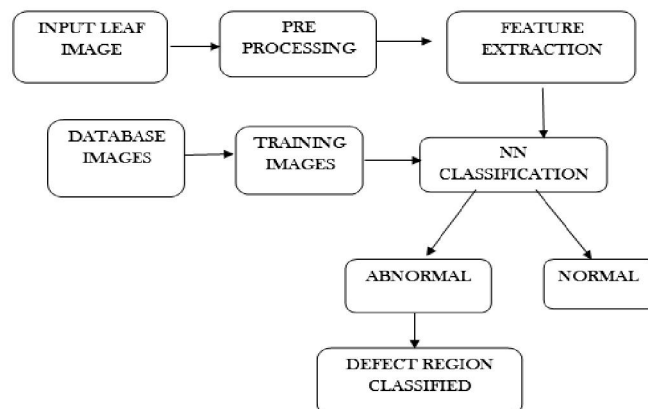 INPUT LEAF
IMAGE
PRE
PROCESSING
FEATURE
EXTRACTION
DATABASE
IMAGES
TRAINING
IMAGES
NN
CLASSIFICATION
ABNORMAL
NORMAL
DEFECT REGION
CLASSIFIED